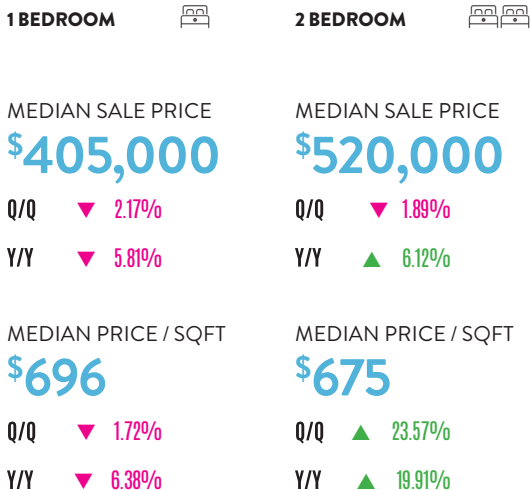 1 BEDROOM
MEDIAN SALE PRICE
$405,000
Q/Q ▼ 2.17%
Y/Y ▼ 5.81%
MEDIAN PRICE / SQFT
$696
Q/Q ▼ 1.72%
Y/Y ▼ 6.38%
2 BEDROOM
MEDIAN SALE PRICE
$520,000
Q/Q ▼ 1.89%
Y/Y ▲ 6.12%
MEDIAN PRICE / SQFT
$675
Q/Q ▲ 23.57%
Y/Y ▲ 19.91%